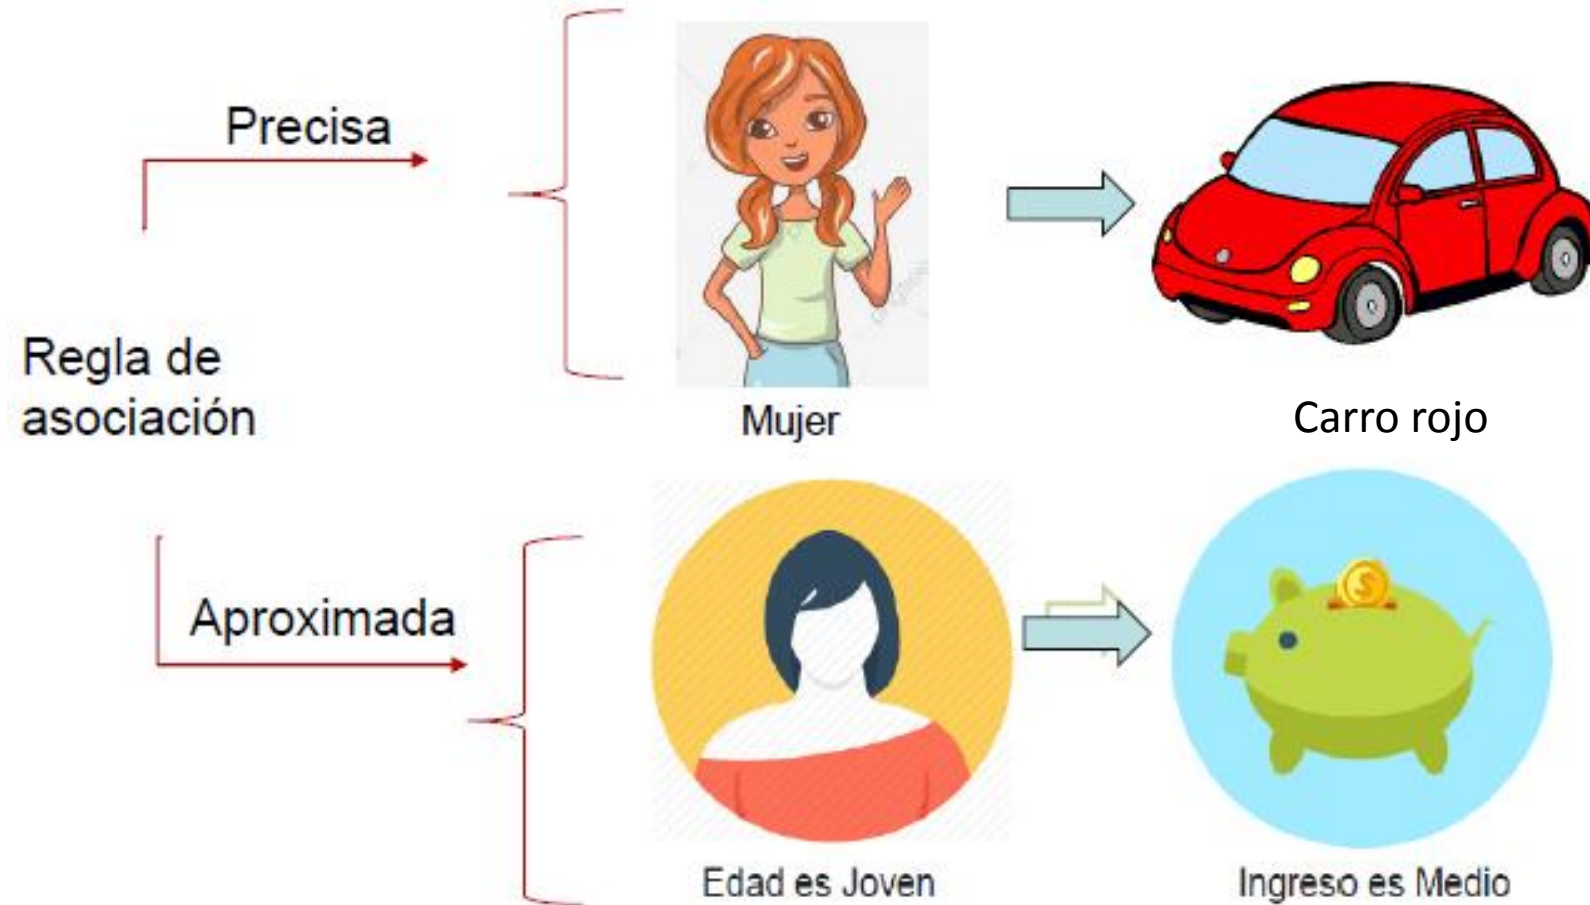 Precisa
Regla de
asociación
Mujer
Carro rojo
Aproximada
$
Edad es Joven
Ingreso es Medio